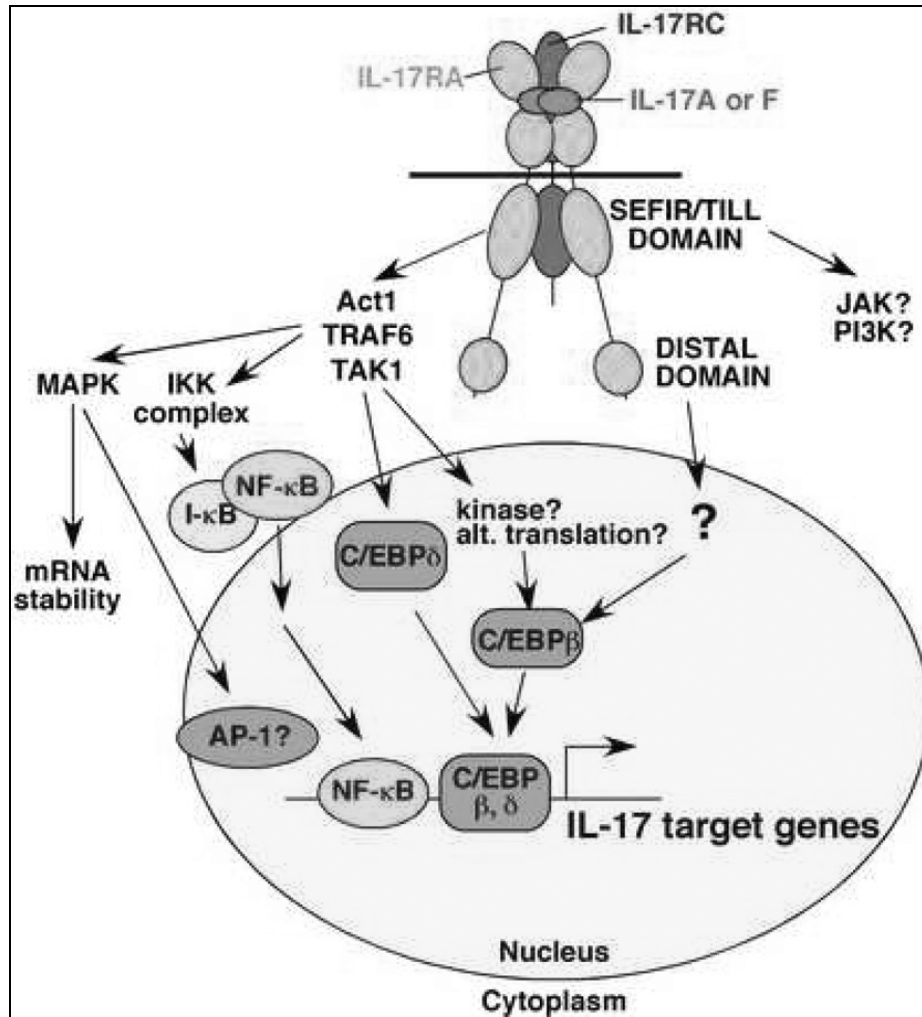 IL-17RC
IL-17RA
IL-17A or F
SEFIR/TILL
DOMAIN
JAK?
PI3K?
Act1
TRAF6
TAK1
DISTAL
DOMAIN
MAPK
IKK
complex
NF-κB
I-κB
mRNA
stability
C/EBPδ
kinase?
alt. translation?
?
C/EBPβ
AP-1?
NF-κB
C/EBP
β, δ
IL-17 target genes
Nucleus
Cytoplasm